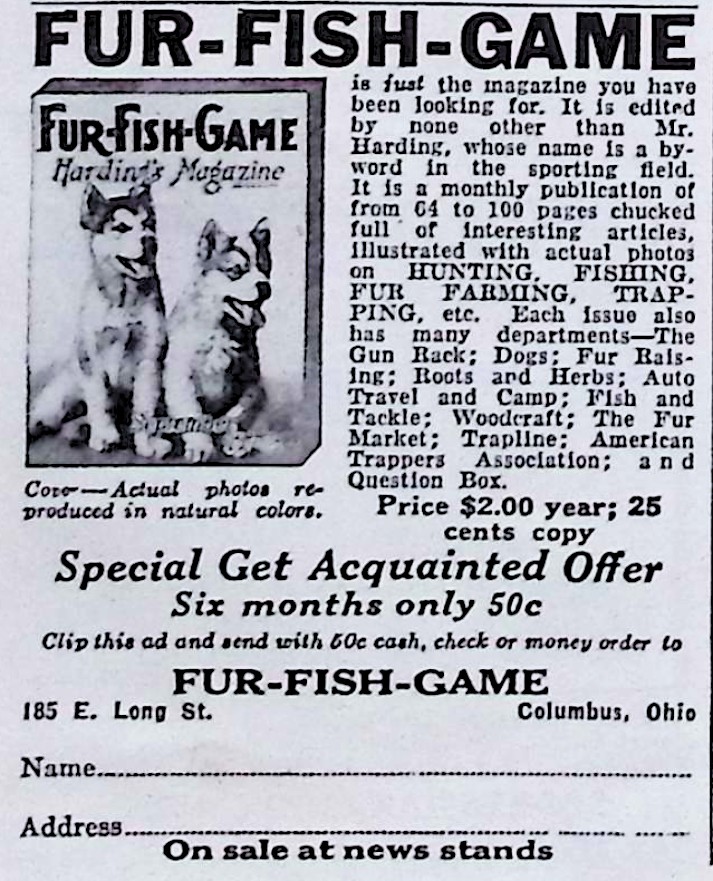 FUR-FISH-GAME
FUR-FISH-GAME
Harding's Magazine
September
Cover—Actual photos re-
produced in natural colors.
is just the magazine you have
been looking for. It is edited
by none other than Mr.
Harding, whose name is a by-
word in the sporting field.
It is a monthly publication of
from 64 to 100 pages chucked
full of interesting articles,
illustrated with actual photos
on HUNTING, FISHING,
FUR FARMING, TRAP-
PING, etc. Each issue also
has many departments—The
Gun Rack; Dogs; Fur Rais-
ing; Roots and Herbs; Auto
Travel and Camp; Fish and
Tackle; Woodcraft; The Fur
Market; Trapline; American
Trappers Association; and
Question Box.
Price $2.00 year; 25
cents copy
Special Get Acquainted Offer
Six months only 50c
Clip this ad and send with 50c cash, check or money order to
FUR-FISH-GAME
185 E. Long St. Columbus, Ohio
Name
Address
On sale at news stands